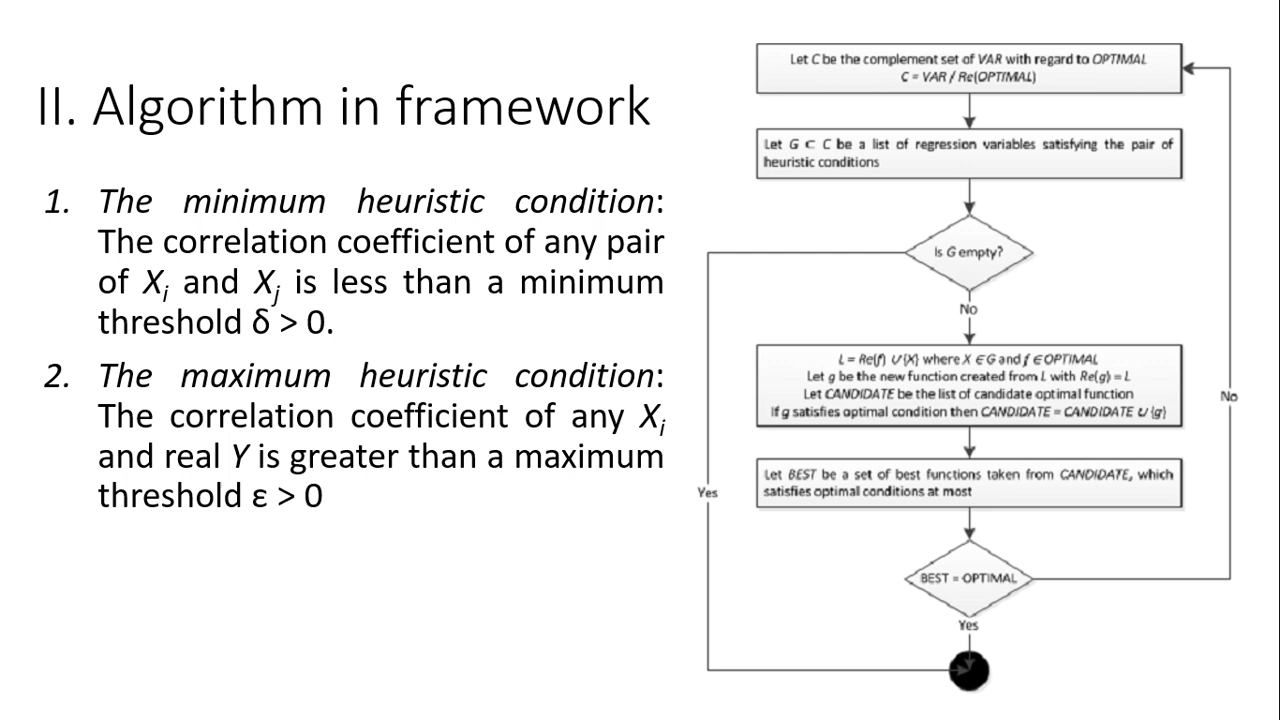 II. Algorithm in framework
1. The minimum heuristic condition:
The correlation coefficient of any pair
of Xi and Xj is less than a minimum
threshold δ > 0.
2. The maximum heuristic condition:
The correlation coefficient of any Xi
and real Y is greater than a maximum
threshold ε > 0
Let C be the complement set of VAR with regard to OPTIMAL
C = VAR / Re(OPTIMAL)
Let G ⊂ C be a list of regression variables satisfying the pair of
heuristic conditions
Is G empty?
No
L = Re(f) ∪ {X} where X ∈ G and f ∈ OPTIMAL
Let g be the new function created from L with Re(g) = L
Let CANDIDATE be the list of candidate optimal function
If g satisfies optimal condition then CANDIDATE = CANDIDATE ∪ {g}
No
Let BEST be a set of best functions taken from CANDIDATE, which
satisfies optimal conditions at most
Yes
BEST = OPTIMAL
Yes